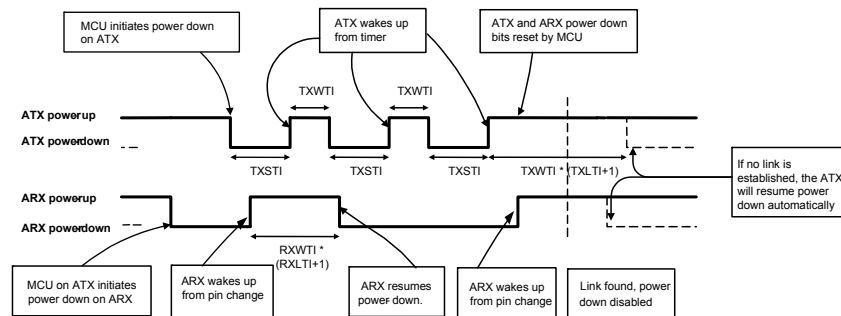 MCU initiates power down
on ATX
ATX wakes up
from timer
ATX and ARX power down
bits reset by MCU
TXWTI
TXWTI
ATX powerup
ATX powerdown
TXSTI
TXSTI
TXSTI
TXWTI * (TXLTI+1)
If no link is
established, the ATX
will resume power
down automatically
ARX powerup
ARX powerdown
RXWTI *
(RXLTI+1)
MCU on ATX initiates
power down on ARX
ARX wakes up
from pin change
ARX resumes
power down.
ARX wakes up
from pin change
Link found, power
down disabled